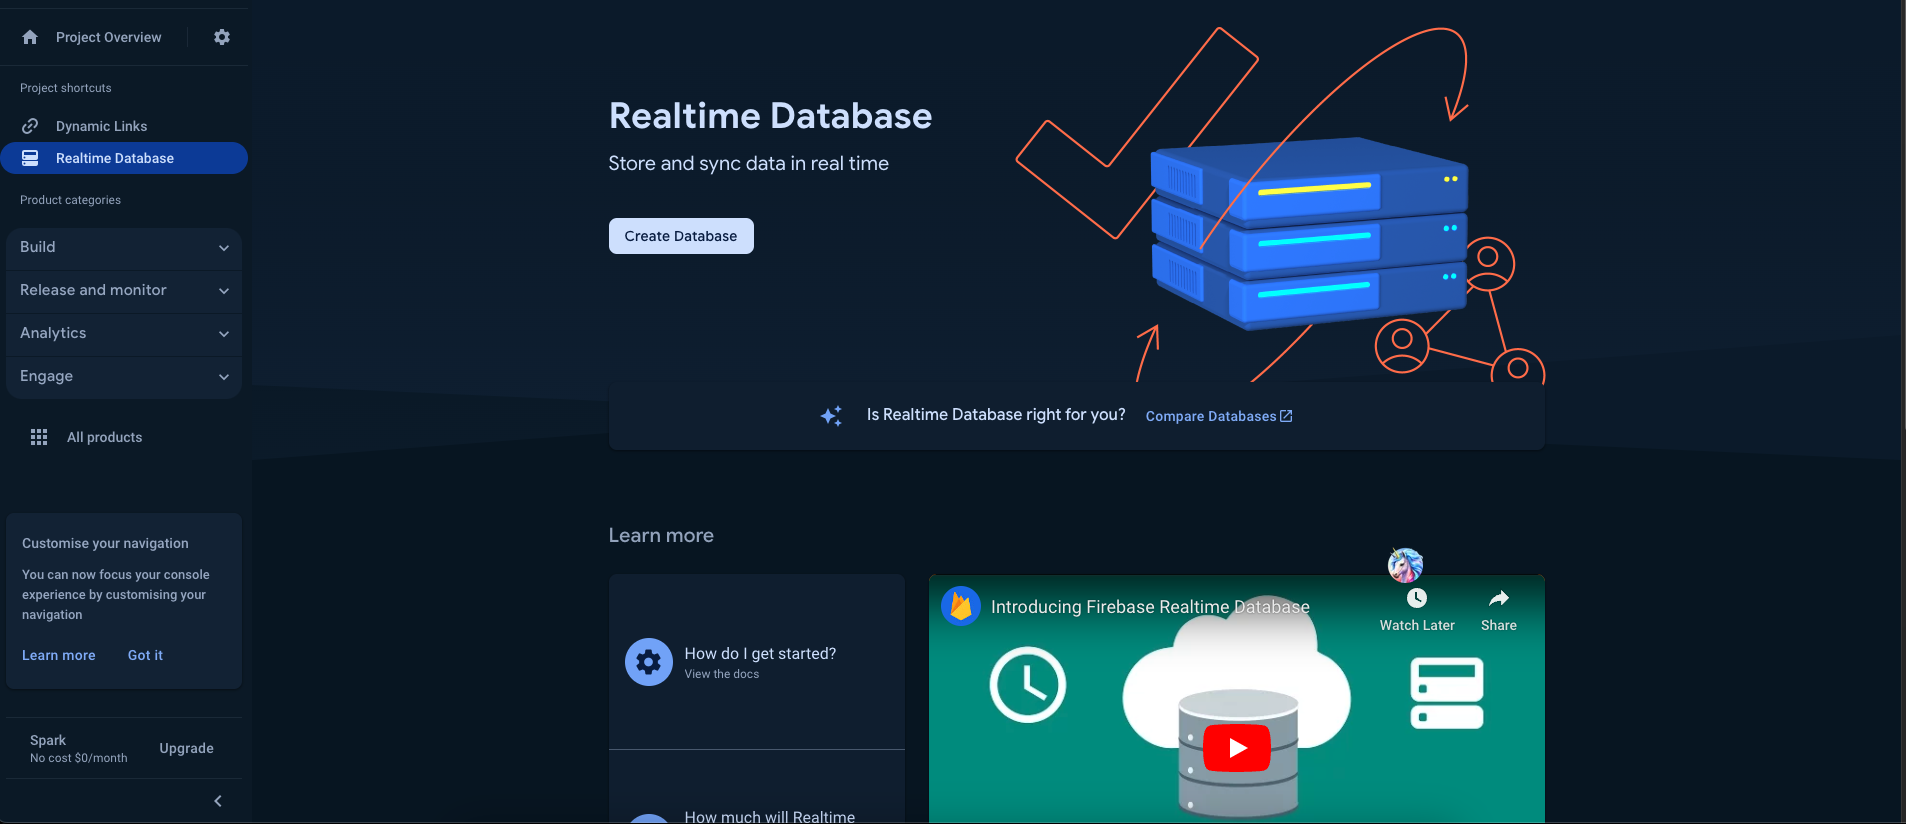 Project Overview
Project shortcuts
Dynamic Links
Realtime Database
Product categories
Build
Release and monitor
Analytics
Engage
All products
Customise your navigation
You can now focus your console
experience by customising your
navigation
Learn more
Got it
Spark
No cost $0/month
Upgrade
Realtime Database
Store and sync data in real time
Create Database
Is Realtime Database right for you?
Compare Databases
Learn more
How do I get started?
View the docs
How much will Realtime
Introducing Firebase Realtime Database
Watch Later
Share